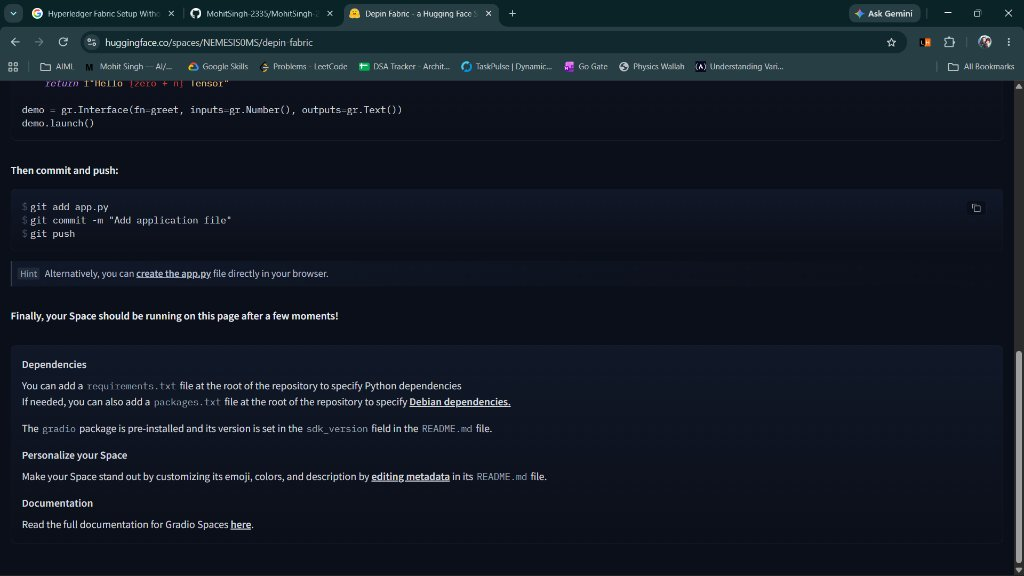 Hyperledger Fabric Setup Witho
MohitSingh-2335/MohitSingh-2
Depin Fabric - a Hugging Face S
Ask Gemini
huggingface.co/spaces/NEMESIS0MS/depin-fabric
AIML
Mohit Singh — AI/...
Google Skills
Problems - LeetCode
DSA Tracker - Archit...
TaskPulse | Dynamic...
Go Gate
Physics Wallah
Understanding Vari...
All Bookmarks
return f"Hello {zero + n} Tensor"
demo = gr.Interface(fn=greet, inputs=gr.Number(), outputs=gr.Text())
demo.launch()
Then commit and push:
$ git add app.py
$ git commit -m "Add application file"
$ git push
Hint Alternatively, you can create the app.py file directly in your browser.
Finally, your Space should be running on this page after a few moments!
Dependencies
You can add a requirements.txt file at the root of the repository to specify Python dependencies
If needed, you can also add a packages.txt file at the root of the repository to specify Debian dependencies.
The gradio package is pre-installed and its version is set in the sdk_version field in the README.md file.
Personalize your Space
Make your Space stand out by customizing its emoji, colors, and description by editing metadata in its README.md file.
Documentation
Read the full documentation for Gradio Spaces here.